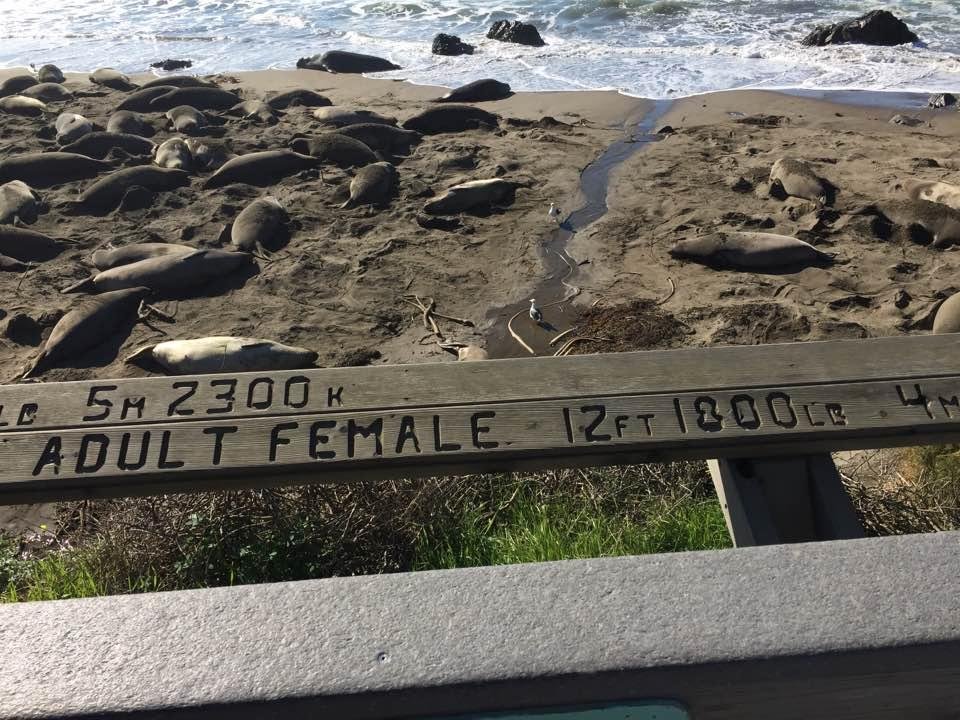 LB 5M 2300K
ADULT FEMALE 12FT 1800LB 4M